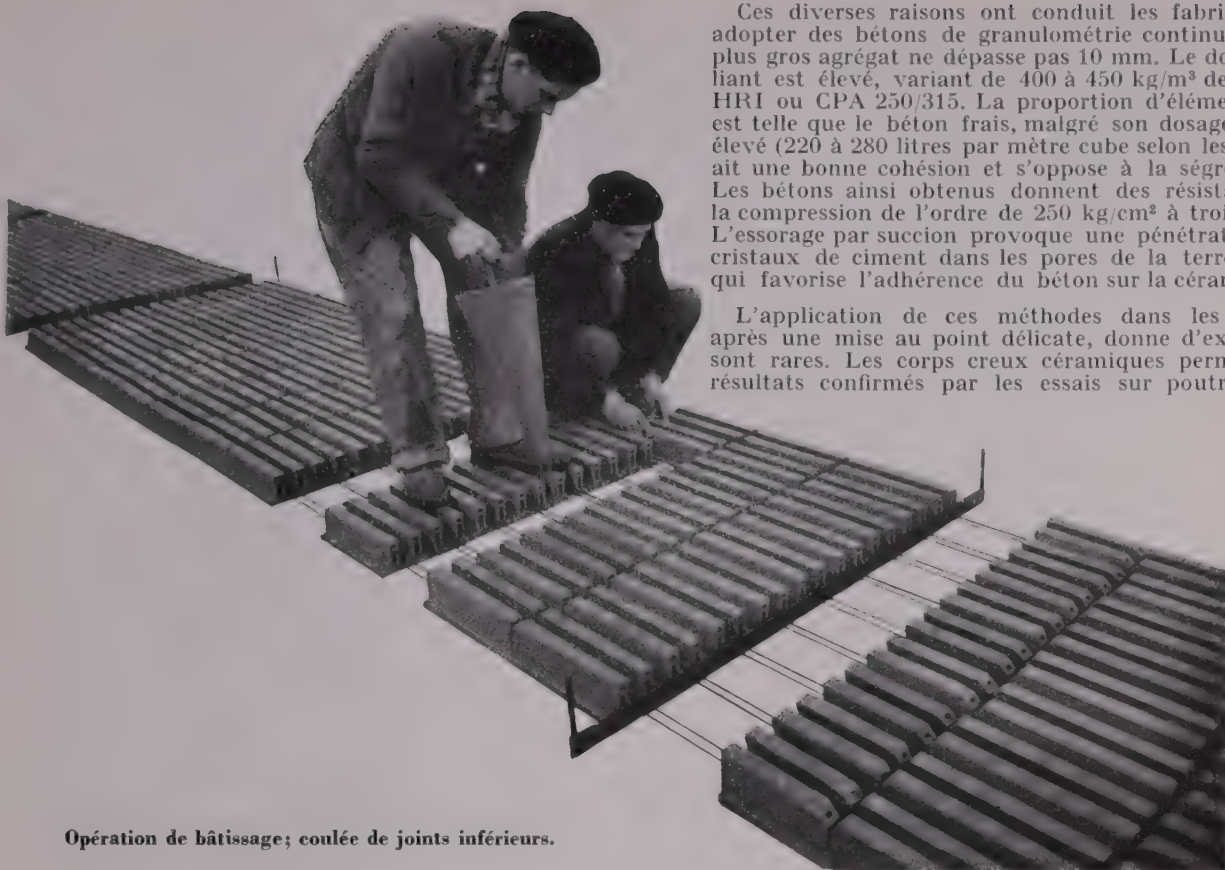 Ces diverses raisons ont conduit les fabri
adopter des bétons de granulométrie continu
plus gros agrégat ne dépasse pas 10 mm. Le do
liant est élevé, variant de 400 à 450 kg/m³ de
HRI ou CPA 250/315. La proportion d'éléme
est telle que le béton frais, malgré son dosage
élevé (220 à 280 litres par mètre cube selon les
ait une bonne cohésion et s'oppose à la ségr
Les bétons ainsi obtenus donnent des résist
la compression de l'ordre de 250 kg/cm² à troi
L'essorage par succion provoque une pénétrat
cristaux de ciment dans les pores de la terr
qui favorise l'adhérence du béton sur la céran
L'application de ces méthodes dans les
après une mise au point délicate, donne d'ex
sont rares. Les corps creux céramiques perm
résultats confirmés par les essais sur poutr
Opération de bâtissage; coulée de joints inférieurs.